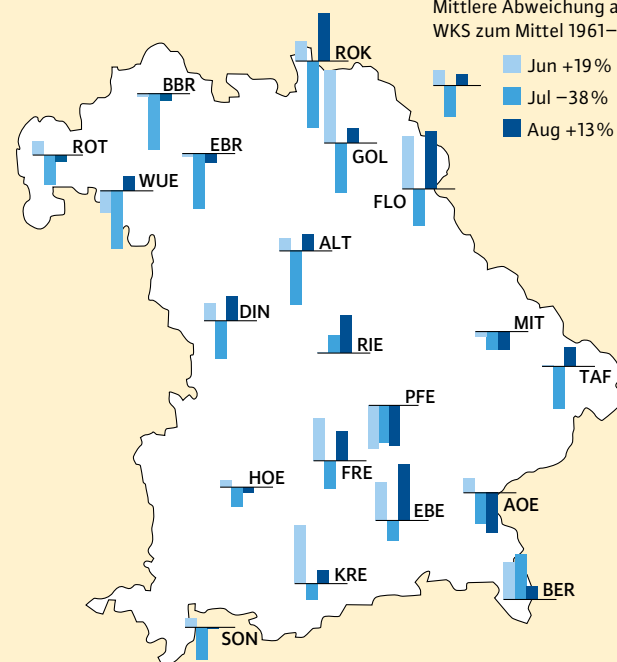 Mittlere Abweichung a
WKS zum Mittel 1961–
Jun +19%
Jul –38%
Aug +13%
ROK
BBR
ROT
EBR
GOL
WUE
FLO
ALT
DIN
MIT
RIE
TAF
PFE
FRE
HOE
EBE
AOE
KRE
BER
SON